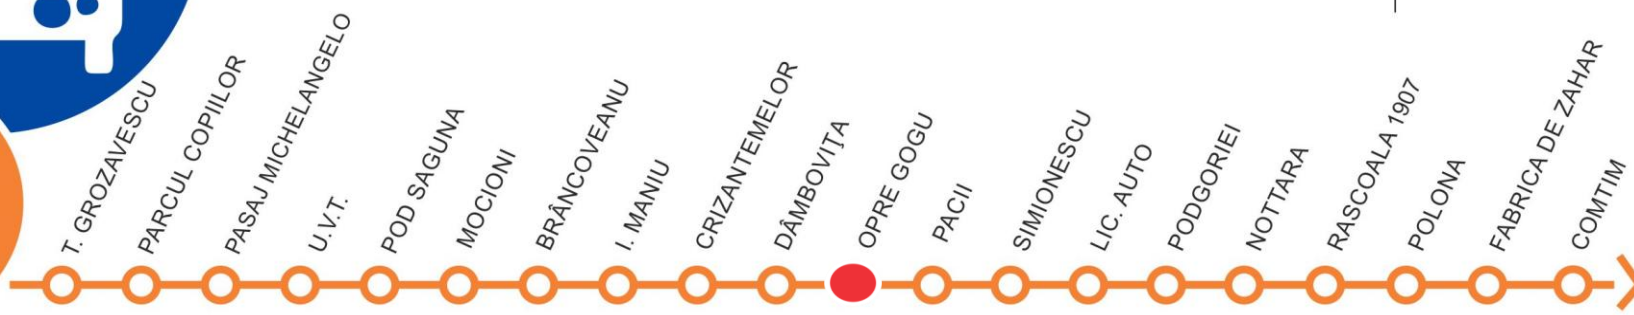 T. GROZAVESCU
PARCUL COPIILOR
PASAJ MICHELANGELO
U.V.T.
POD SAGUNA
MOCIONI
BRÂNCOVEANU
I. MANIU
CRIZANTEMELOR
DÂMBOVIŢA
OPRE GOGU
PACII
SIMIONESCU
LIC. AUTO
PODGORIEI
NOTTARA
RASCOALA 1907
POLONA
FABRICA DE ZAHAR
COMTIM